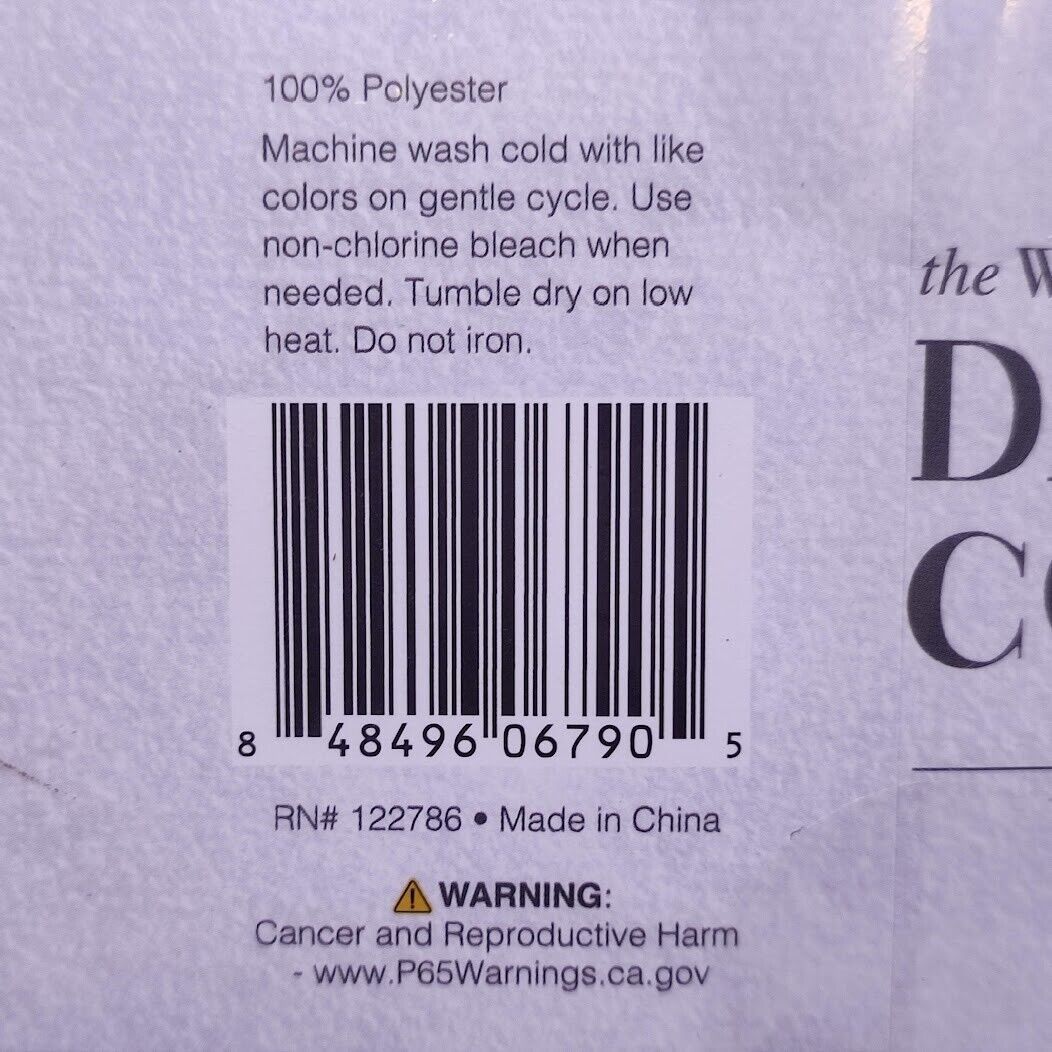 100% Polyester
Machine wash cold with like
colors on gentle cycle. Use
non-chlorine bleach when
needed. Tumble dry on low
heat. Do not iron.
8 48496 06790 5
RN# 122786 • Made in China
WARNING:
Cancer and Reproductive Harm
- www.P65Warnings.ca.gov
the